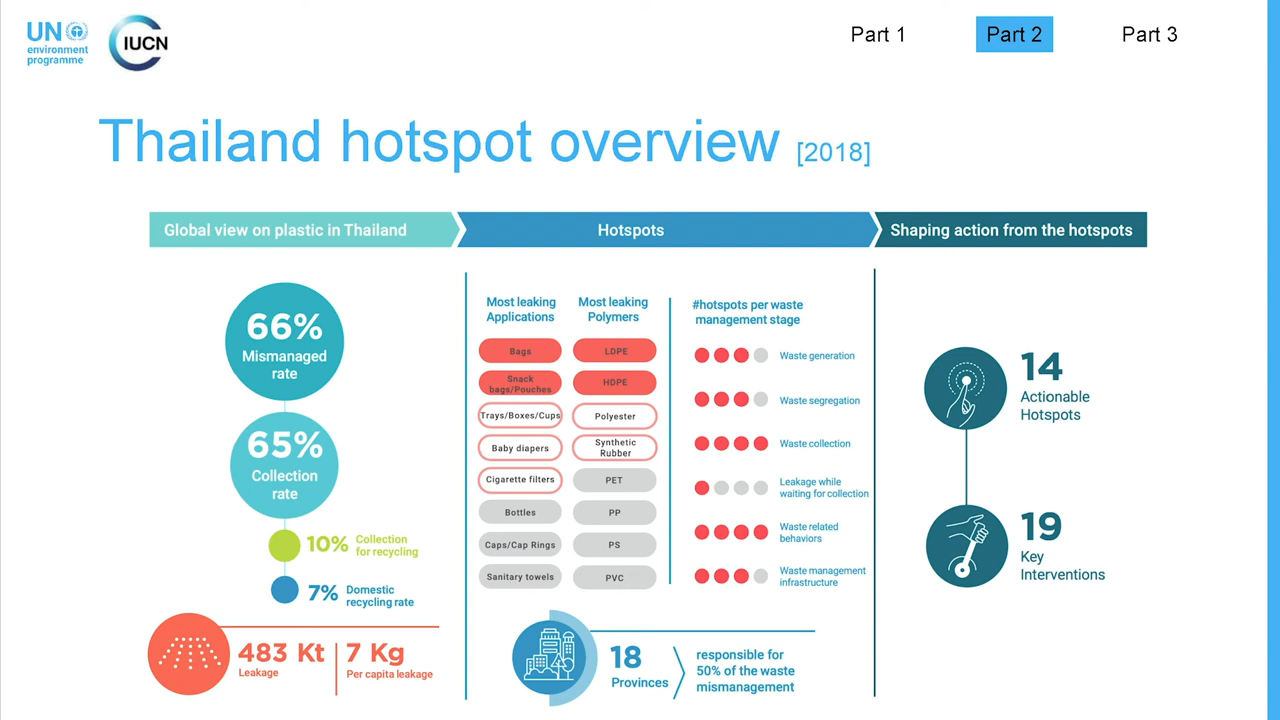 UN
environment
programme
IUCN
Part 1
Part 2
Part 3
Thailand hotspot overview [2018]
Global view on plastic in Thailand
Hotspots
Shaping action from the hotspots
66%
Mismanaged
rate
65%
Collection
rate
10%
Collection
for recycling
7%
Domestic
recycling rate
483 Kt
Leakage
7 Kg
Per capita leakage
Most leaking
Applications
Bags
Snack
bags/Pouches
Trays/Boxes/Cups
Baby diapers
Cigarette filters
Bottles
Caps/Cap Rings
Sanitary towels
Most leaking
Polymers
LDPE
HDPE
Polyester
Synthetic
Rubber
PET
PP
PS
PVC
#hotspots per waste
management stage
Waste generation
Waste segregation
Waste collection
Leakage while
waiting for collection
Waste related
behaviors
Waste management
infrastructure
18
Provinces
responsible for
50% of the waste
mismanagement
14
Actionable
Hotspots
19
Key
Interventions